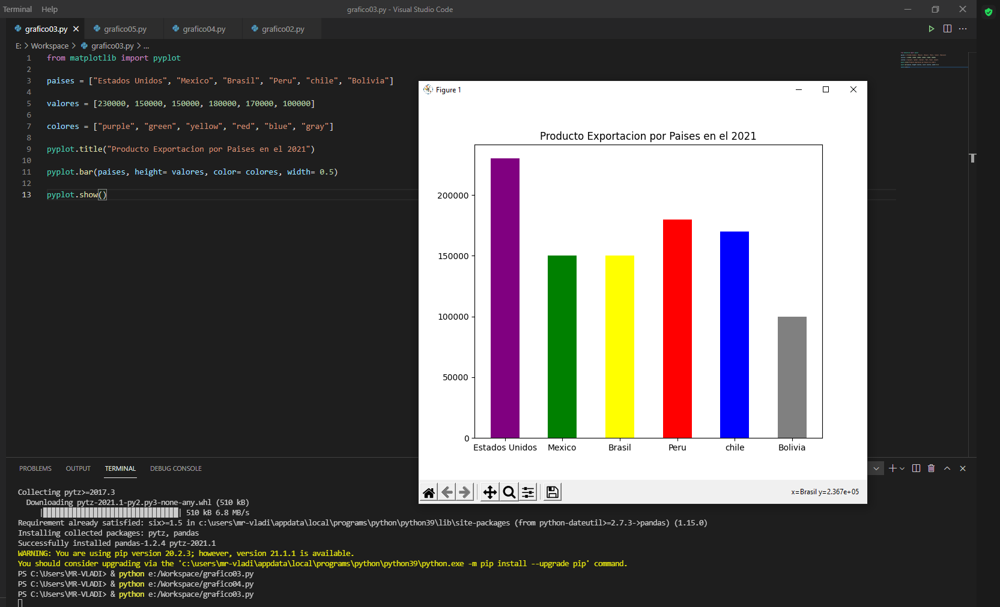 Terminal Help grafico03.py - Visual Studio Code
grafico03.py grafico05.py grafico04.py grafico02.py
E: > Workspace > grafico03.py > ...
1 from matplotlib import pyplot
2
3 paises = ["Estados Unidos", "Mexico", "Brasil", "Peru", "chile", "Bolivia"]
4
5 valores = [230000, 150000, 150000, 180000, 170000, 100000]
6
7 colores = ["purple", "green", "yellow", "red", "blue", "gray"]
8
9 pyplot.title("Producto Exportacion por Paises en el 2021")
10
11 pyplot.bar(paises, height= valores, color= colores, width= 0.5)
12
13 pyplot.show()
Figure 1
Producto Exportacion por Paises en el 2021
200000
150000
100000
50000
0
Estados Unidos Mexico Brasil Peru chile Bolivia
x=Brasil y=2.367e+05
PROBLEMS OUTPUT TERMINAL DEBUG CONSOLE
Collecting pytz>=2017.3
Downloading pytz-2021.1-py2.py3-none-any.whl (510 kB)
| | 510 kB 6.8 MB/s
Requirement already satisfied: six>=1.5 in c:\users\mr-vladi\appdata\local\programs\python\python39\lib\site-packages (from python-dateutil>=2.7.3->pandas) (1.15.0)
Installing collected packages: pytz, pandas
Successfully installed pandas-1.2.4 pytz-2021.1
WARNING: You are using pip version 20.2.3; however, version 21.1.1 is available.
You should consider upgrading via the 'c:\users\mr-vladi\appdata\local\programs\python\python39\python.exe -m pip install --upgrade pip' command.
PS C:\Users\MR-VLADI> & python e:/Workspace/grafico03.py
PS C:\Users\MR-VLADI> & python e:/Workspace/grafico04.py
PS C:\Users\MR-VLADI> & python e:/Workspace/grafico03.py